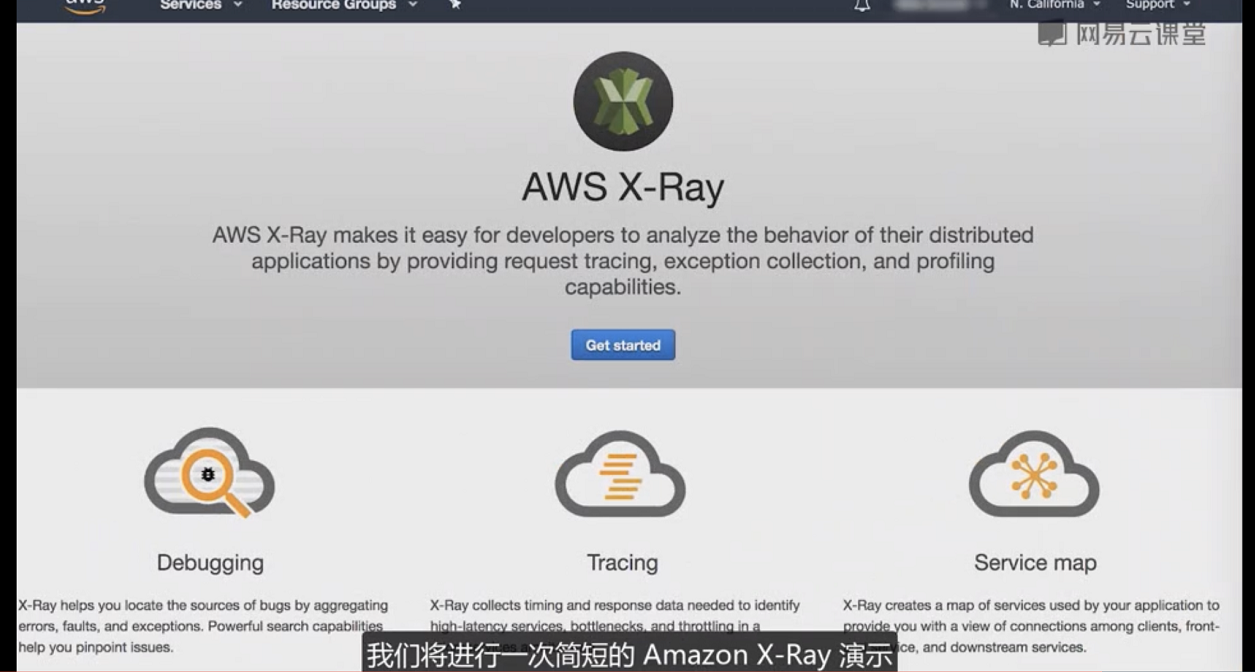 aws Services Resource Groups N. California Support
网易云课堂
AWS X-Ray
AWS X-Ray makes it easy for developers to analyze the behavior of their distributed
applications by providing request tracing, exception collection, and profiling
capabilities.
Get started
Debugging
X-Ray helps you locate the sources of bugs by aggregating
errors, faults, and exceptions. Powerful search capabilities
help you pinpoint issues.
Tracing
X-Ray collects timing and response data needed to identify
high-latency services, bottlenecks, and throttling in a
Service map
X-Ray creates a map of services used by your application to
provide you with a view of connections among clients, front-
and downstream services.
我们将进行一次简短的 Amazon X-Ray 演示